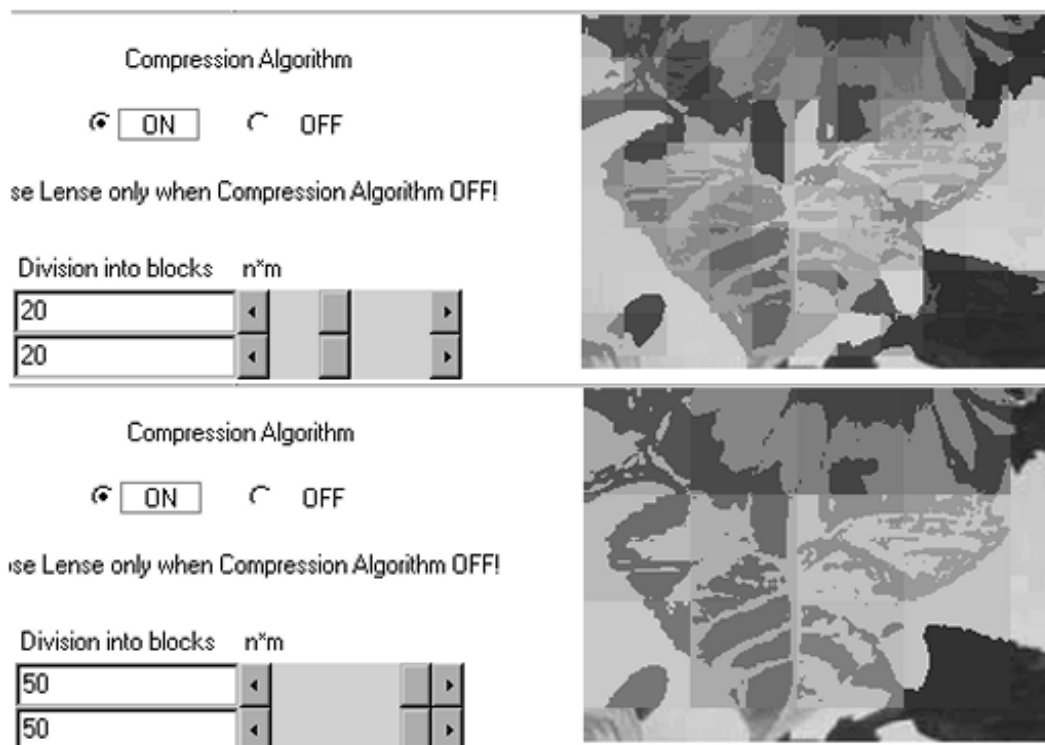 Compression Algorithm
ON OFF
se Lense only when Compression Algorithm OFF!
Division into blocks n*m
20
20
Compression Algorithm
ON OFF
se Lense only when Compression Algorithm OFF!
Division into blocks n*m
50
50